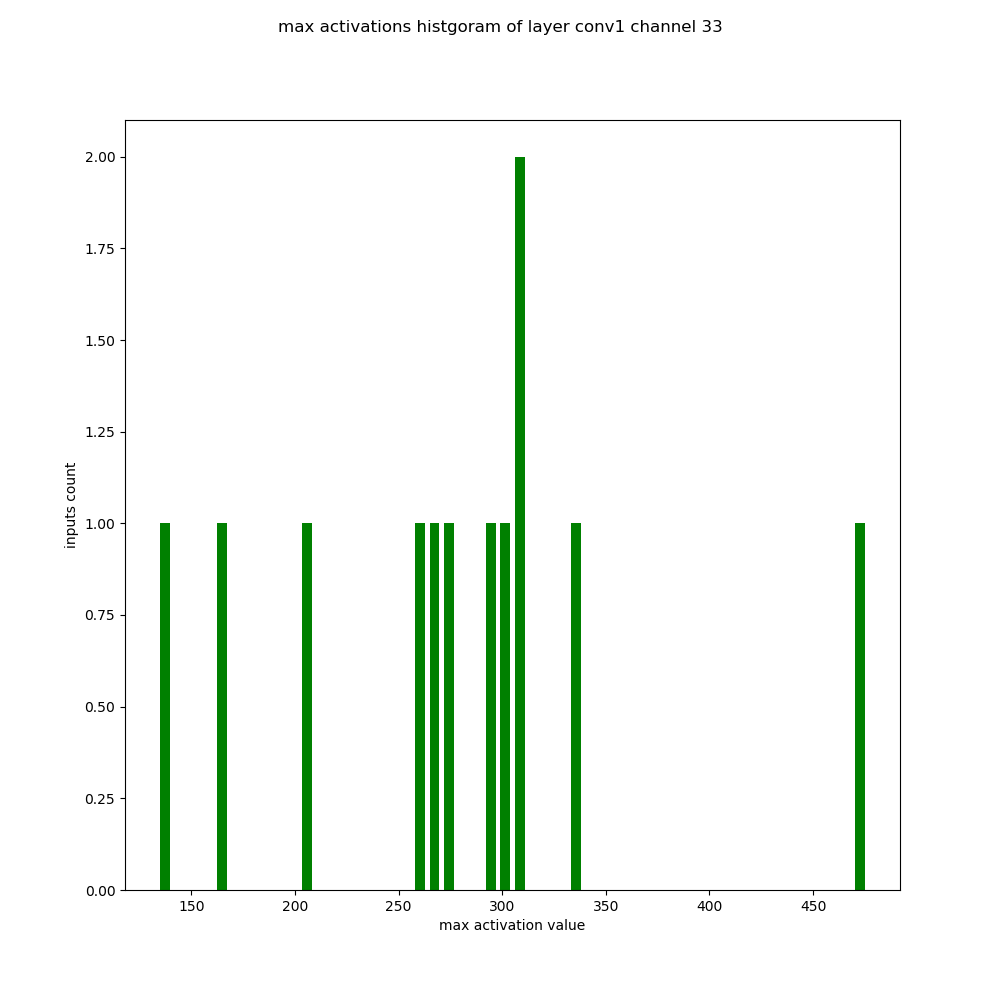 max activations histgoram of layer conv1 channel 33
2.00
1.75
1.50
1.25
1.00
0.75
0.50
0.25
0.00
inputs count
150 200 250 300 350 400 450
max activation value